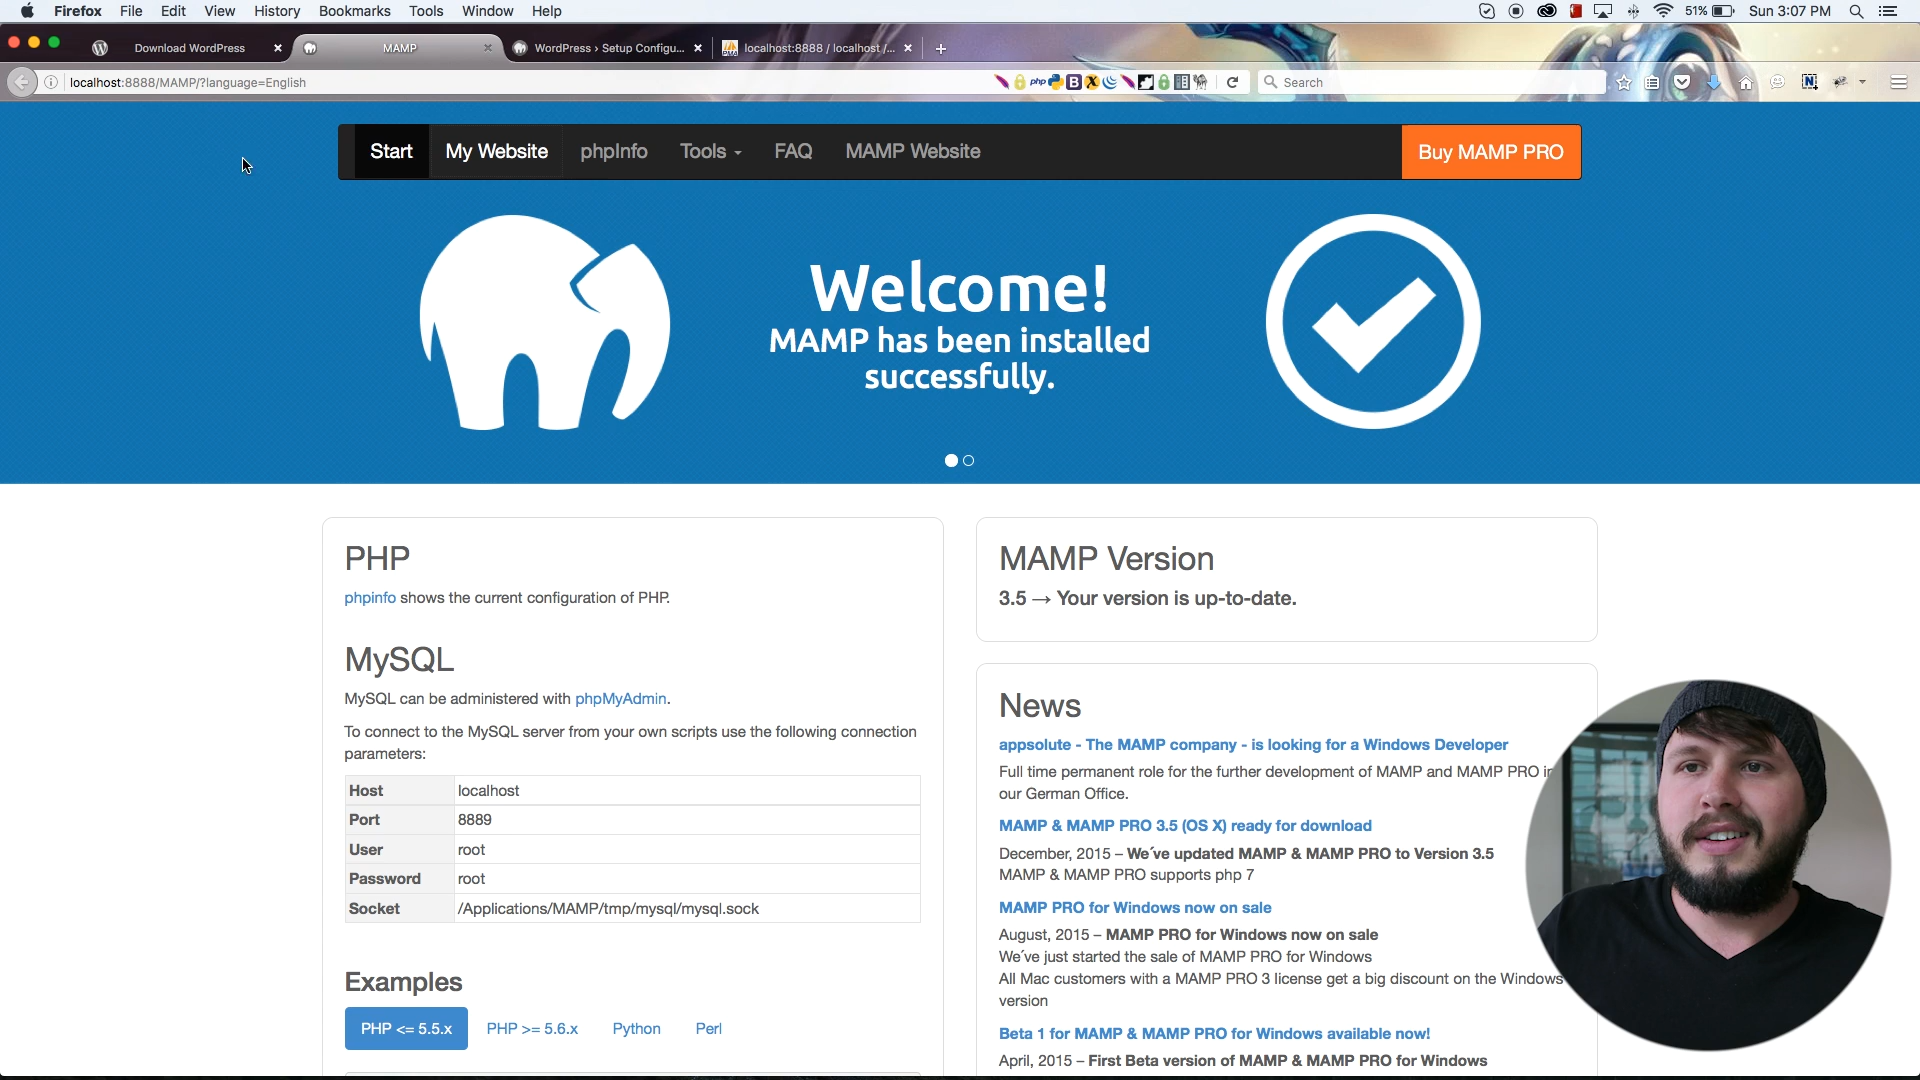 Firefox File Edit View History Bookmarks Tools Window Help
51% Sun 3:07 PM
Download WordPress
MAMP
WordPress › Setup Configu...
localhost:8888 / localhost /...
localhost:8888/MAMP/?language=English
php
Search
Start My Website phpInfo Tools FAQ MAMP Website
Buy MAMP PRO
Welcome!
MAMP has been installed
successfully.
PHP
phpinfo shows the current configuration of PHP.
MySQL
MySQL can be administered with phpMyAdmin.
To connect to the MySQL server from your own scripts use the following connection
parameters:
Host localhost
Port 8889
User root
Password root
Socket /Applications/MAMP/tmp/mysql/mysql.sock
Examples
PHP <= 5.5.x PHP >= 5.6.x Python Perl
MAMP Version
3.5 → Your version is up-to-date.
News
appsolute - The MAMP company - is looking for a Windows Developer
Full time permanent role for the further development of MAMP and MAMP PRO in
our German Office.
MAMP & MAMP PRO 3.5 (OS X) ready for download
December, 2015 – We´ve updated MAMP & MAMP PRO to Version 3.5
MAMP & MAMP PRO supports php 7
MAMP PRO for Windows now on sale
August, 2015 – MAMP PRO for Windows now on sale
We´ve just started the sale of MAMP PRO for Windows
All Mac customers with a MAMP PRO 3 license get a big discount on the Windows
version
Beta 1 for MAMP & MAMP PRO for Windows available now!
April, 2015 – First Beta version of MAMP & MAMP PRO for Windows